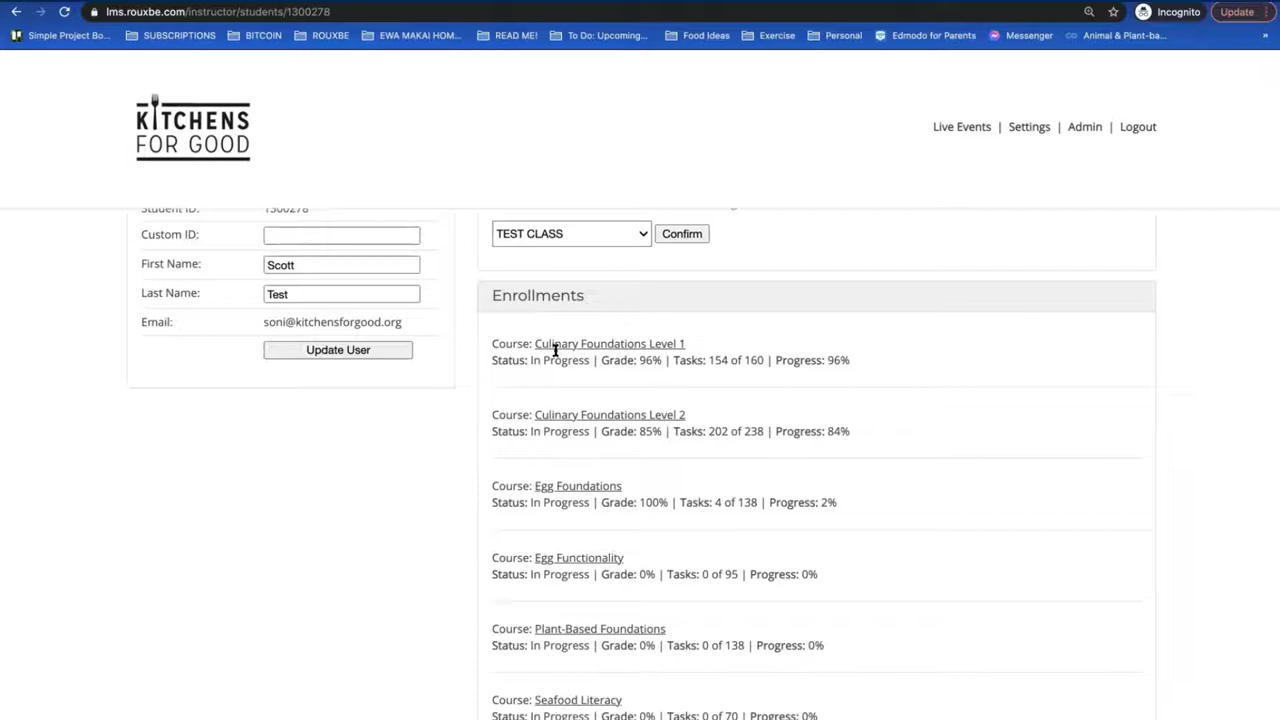 lms.rouxbe.com/instructor/students/1300278
Incognito
Update
Simple Project Bo...
SUBSCRIPTIONS
BITCOIN
ROUXBE
EWA MAKAI HOM...
READ ME!
To Do: Upcoming...
Food Ideas
Exercise
Personal
Edmodo for Parents
Messenger
Animal & Plant-ba...
»
KITCHENS
FOR GOOD
Live Events | Settings | Admin | Logout
Student ID: 1300278
Custom ID:
First Name: Scott
Last Name: Test
Email: soni@kitchensforgood.org
Update User
TEST CLASS Confirm
Enrollments
Course: Culinary Foundations Level 1
Status: In Progress | Grade: 96% | Tasks: 154 of 160 | Progress: 96%
Course: Culinary Foundations Level 2
Status: In Progress | Grade: 85% | Tasks: 202 of 238 | Progress: 84%
Course: Egg Foundations
Status: In Progress | Grade: 100% | Tasks: 4 of 138 | Progress: 2%
Course: Egg Functionality
Status: In Progress | Grade: 0% | Tasks: 0 of 95 | Progress: 0%
Course: Plant-Based Foundations
Status: In Progress | Grade: 0% | Tasks: 0 of 138 | Progress: 0%
Course: Seafood Literacy
Status: In Progress | Grade: 0% | Tasks: 0 of 70 | Progress: 0%